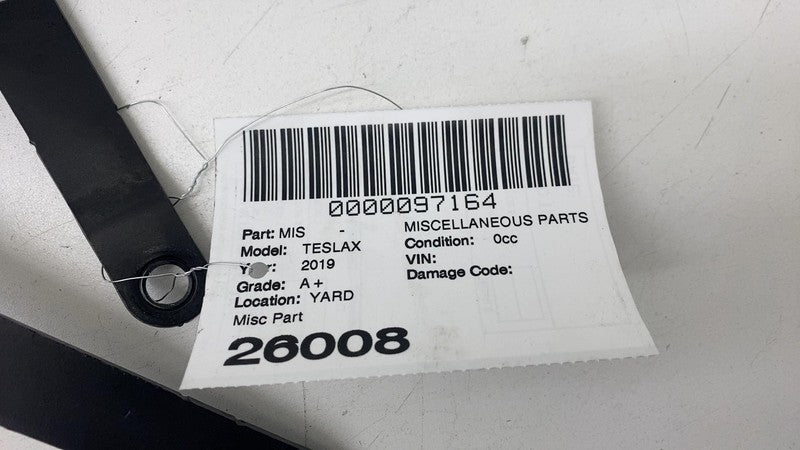 0000097164
Part: MIS - MISCELLANEOUS PARTS
Model: TESLAX Condition: 0cc
2019 VIN:
Grade: A+ Damage Code:
Location: YARD
Misc Part
26008